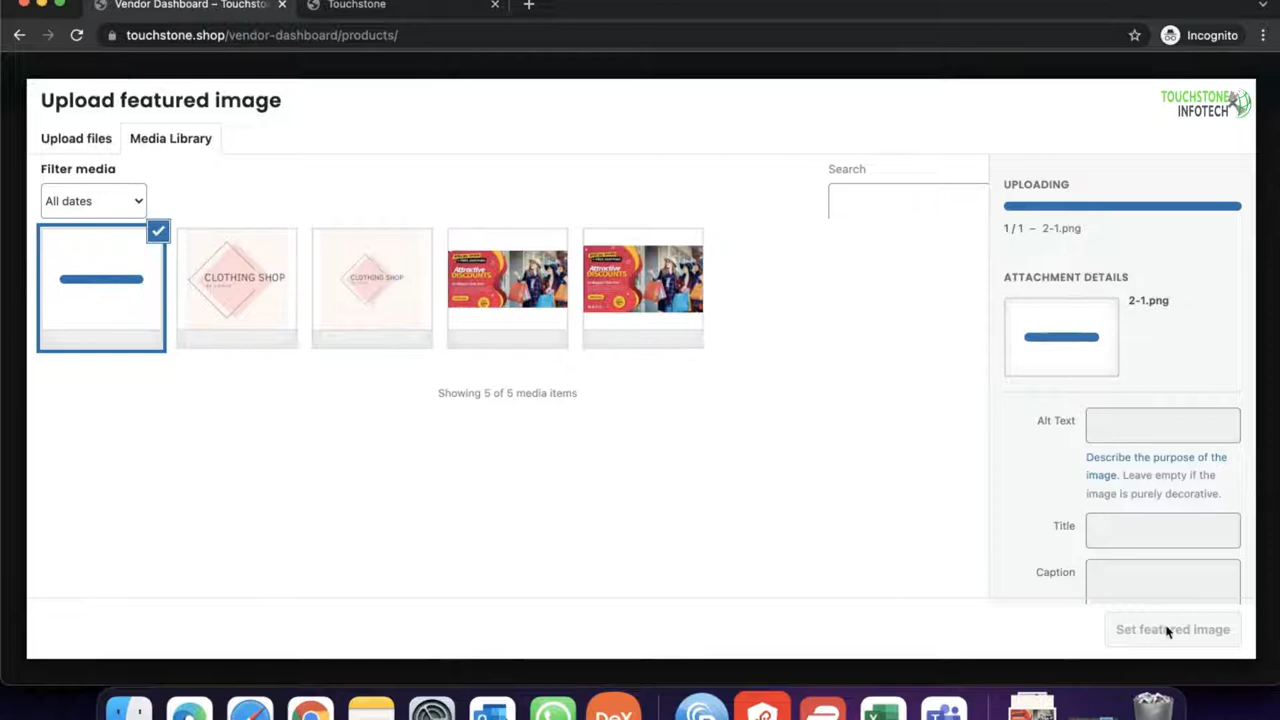 Vendor Dashboard – Touchsto
Touchstone
touchstone.shop/vendor-dashboard/products/
Incognito
Upload featured image
TOUCHSTONE
INFOTECH
Upload files
Media Library
Filter media
Search
UPLOADING
All dates
1 / 1 – 2-1.png
CLOTHING SHOP
CLOTHING SHOP
Attractive
DISCOUNTS
Attractive
DISCOUNTS
ATTACHMENT DETAILS
2-1.png
Showing 5 of 5 media items
Alt Text
Describe the purpose of the
image. Leave empty if the
image is purely decorative.
Title
Caption
Set featured image
DeX